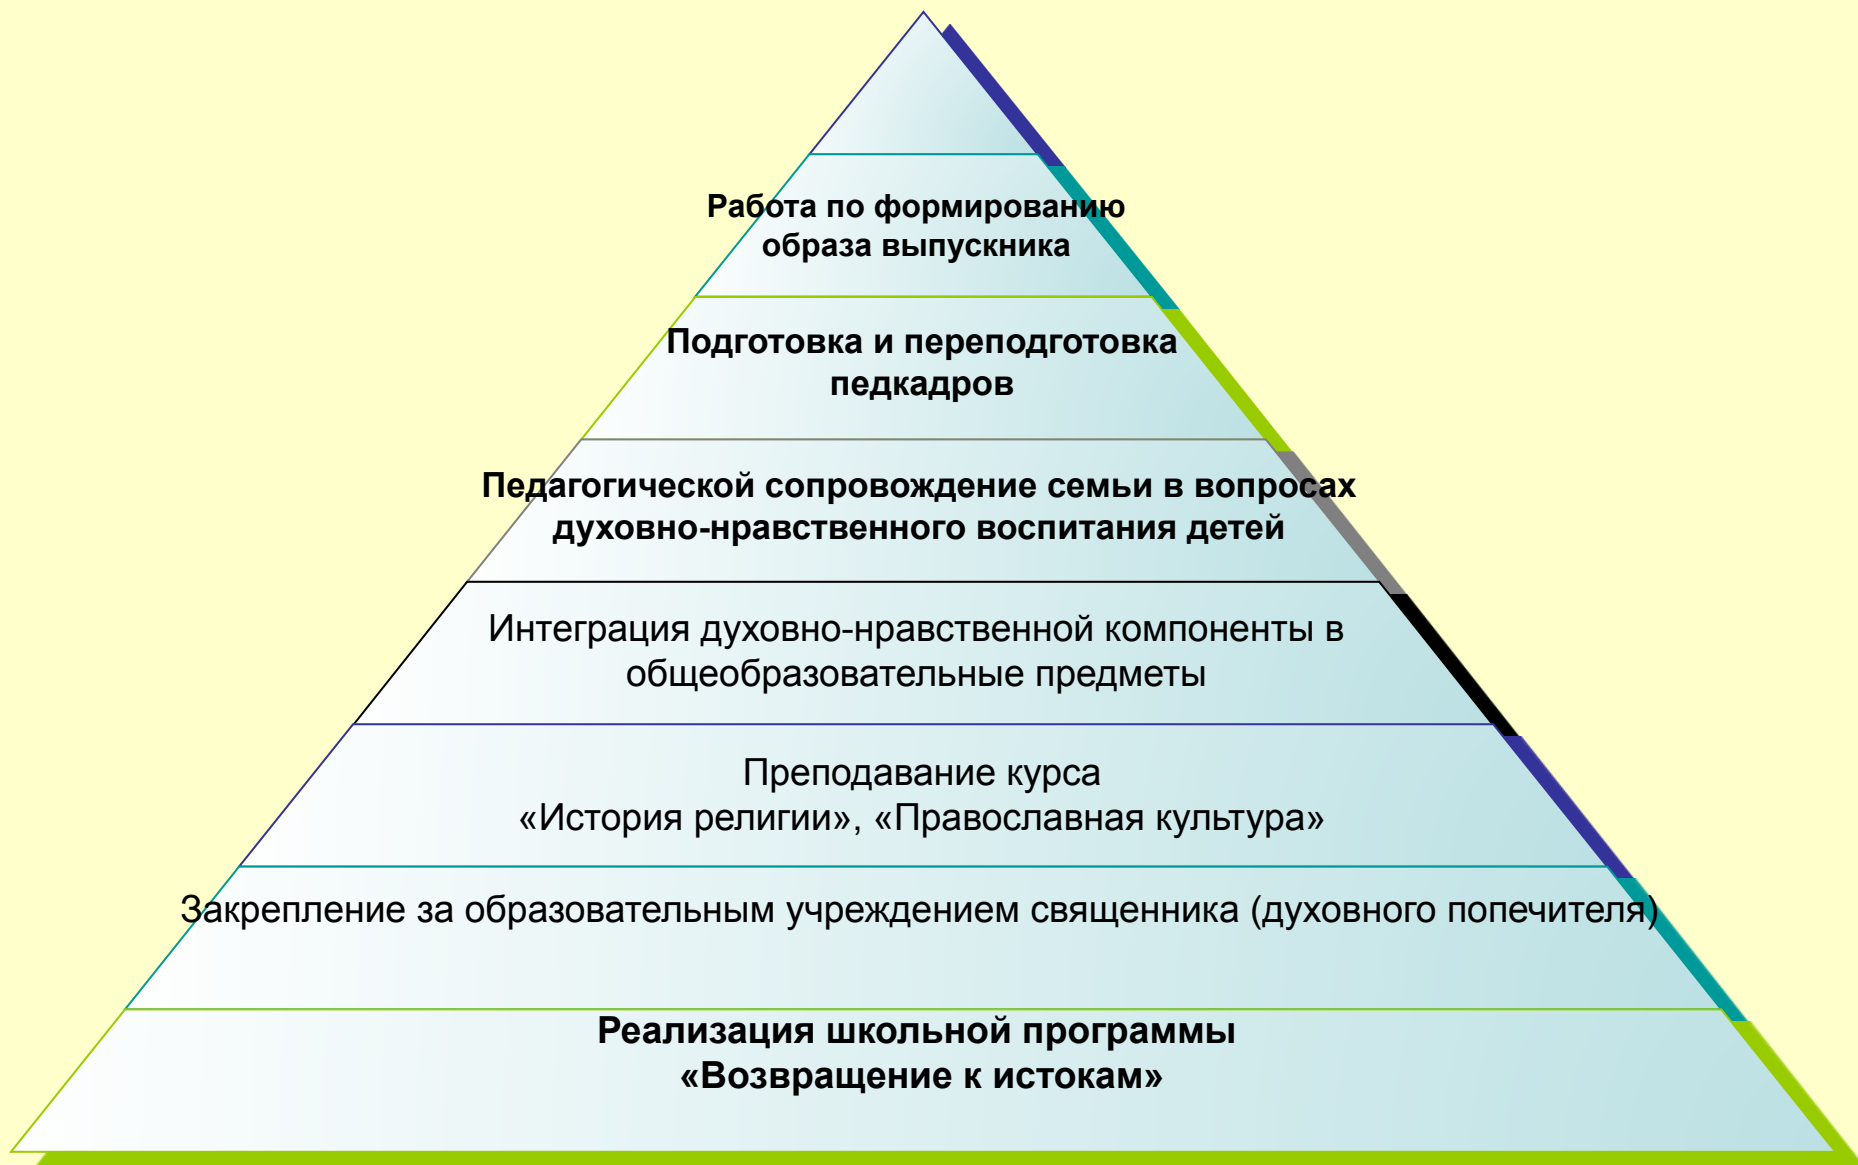 Работа по формированию
образа выпускника
Подготовка и переподготовка
педкадров
Педагогической сопровождение семьи в вопросах
духовно-нравственного воспитания детей
Интеграция духовно-нравственной компоненты в
общеобразовательные предметы
Преподавание курса
«История религии», «Православная культура»
Закрепление за образовательным учреждением священника (духовного попечителя)
Реализация школьной программы
«Возвращение к истокам»